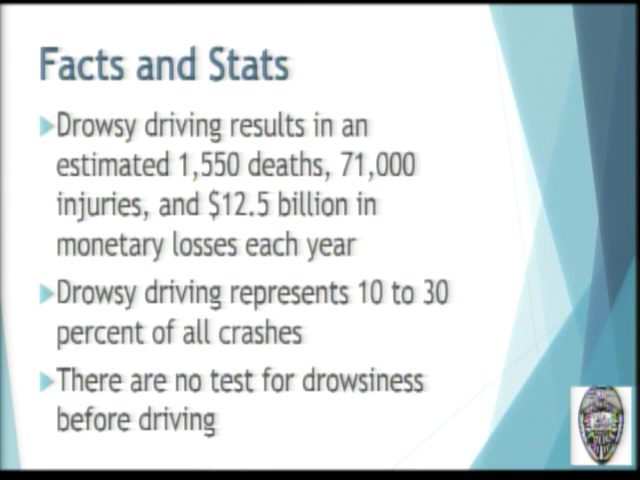 Facts and Stats
Drowsy driving results in an
estimated 1,550 deaths, 71,000
injuries, and $12.5 billion in
monetary losses each year
Drowsy driving represents 10 to 30
percent of all crashes
There are no test for drowsiness
before driving